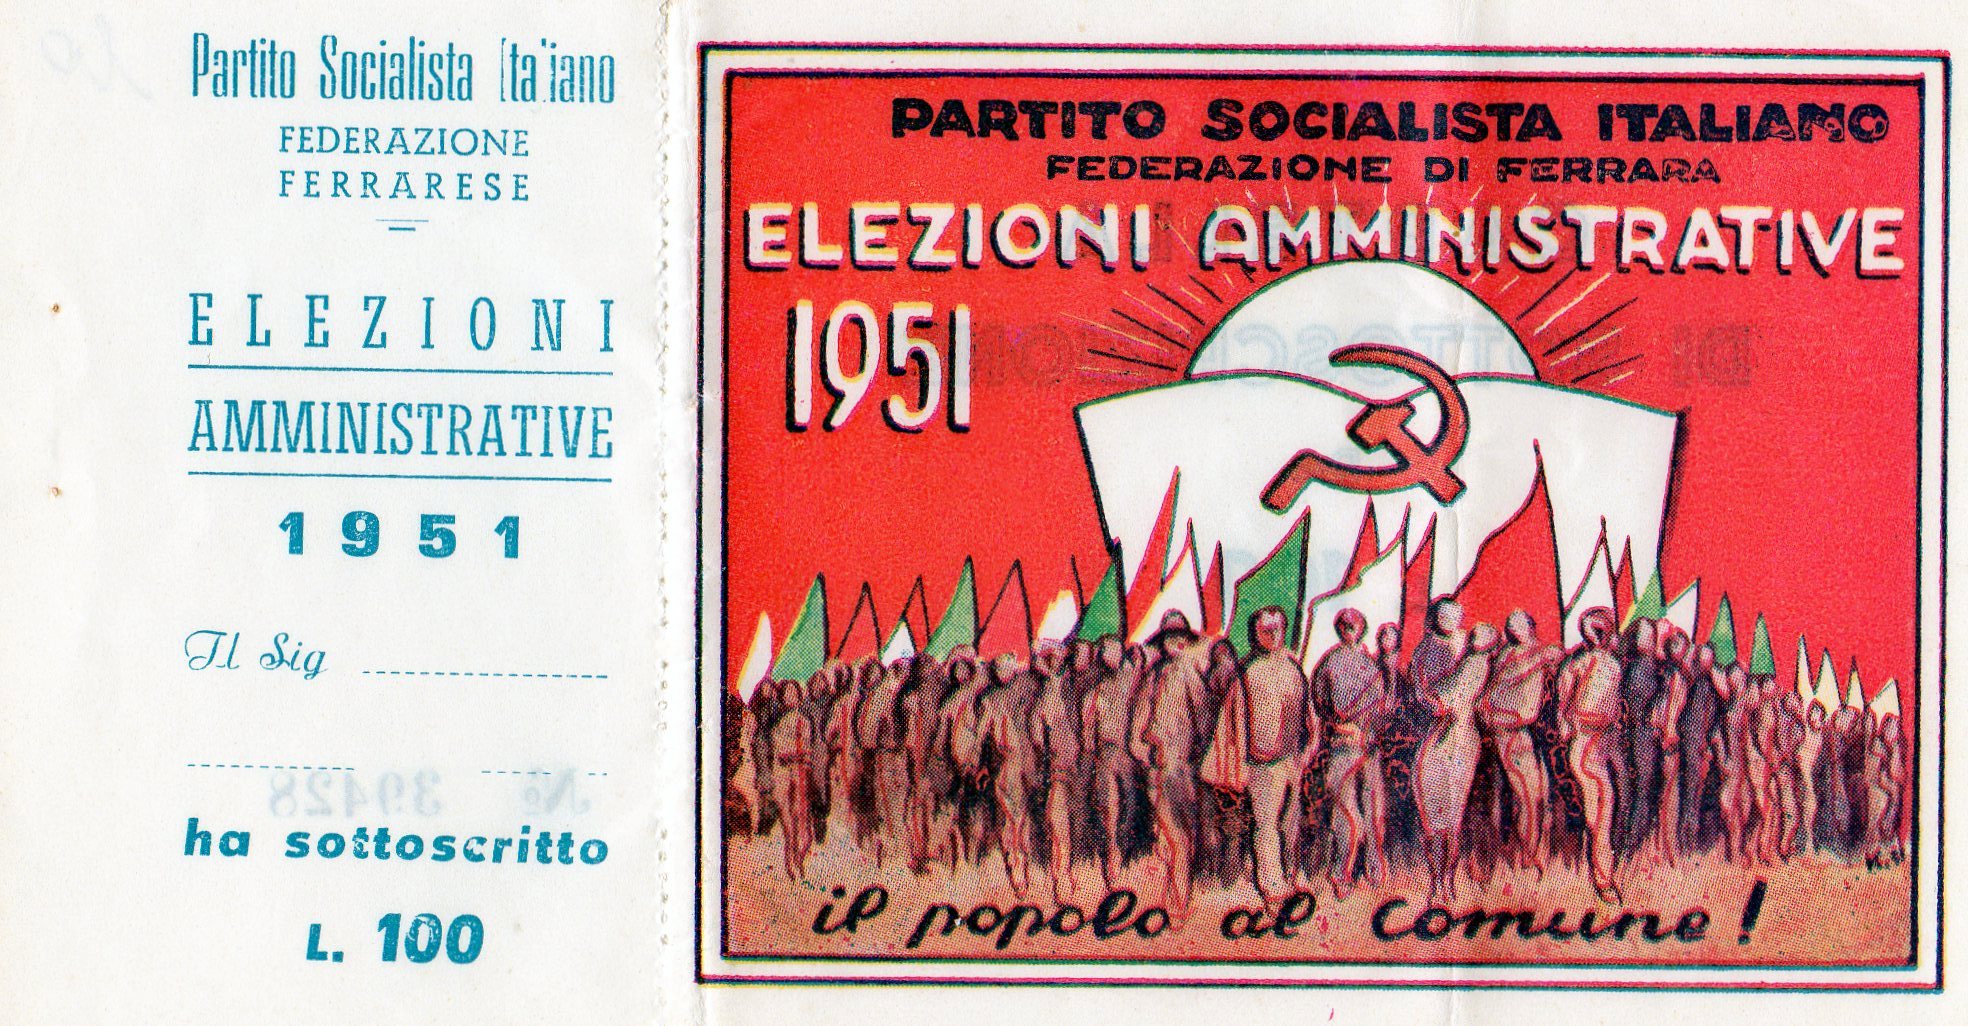 Partito Socialista Italiano
FEDERAZIONE
FERRARESE
ELEZIONI
AMMINISTRATIVE
1951
Il Sig
Nº 39428
ha sottoscritto
L. 100
PARTITO SOCIALISTA ITALIANO
FEDERAZIONE DI FERRARA
ELEZIONI AMMINISTRATIVE
1951
il popolo al comune!